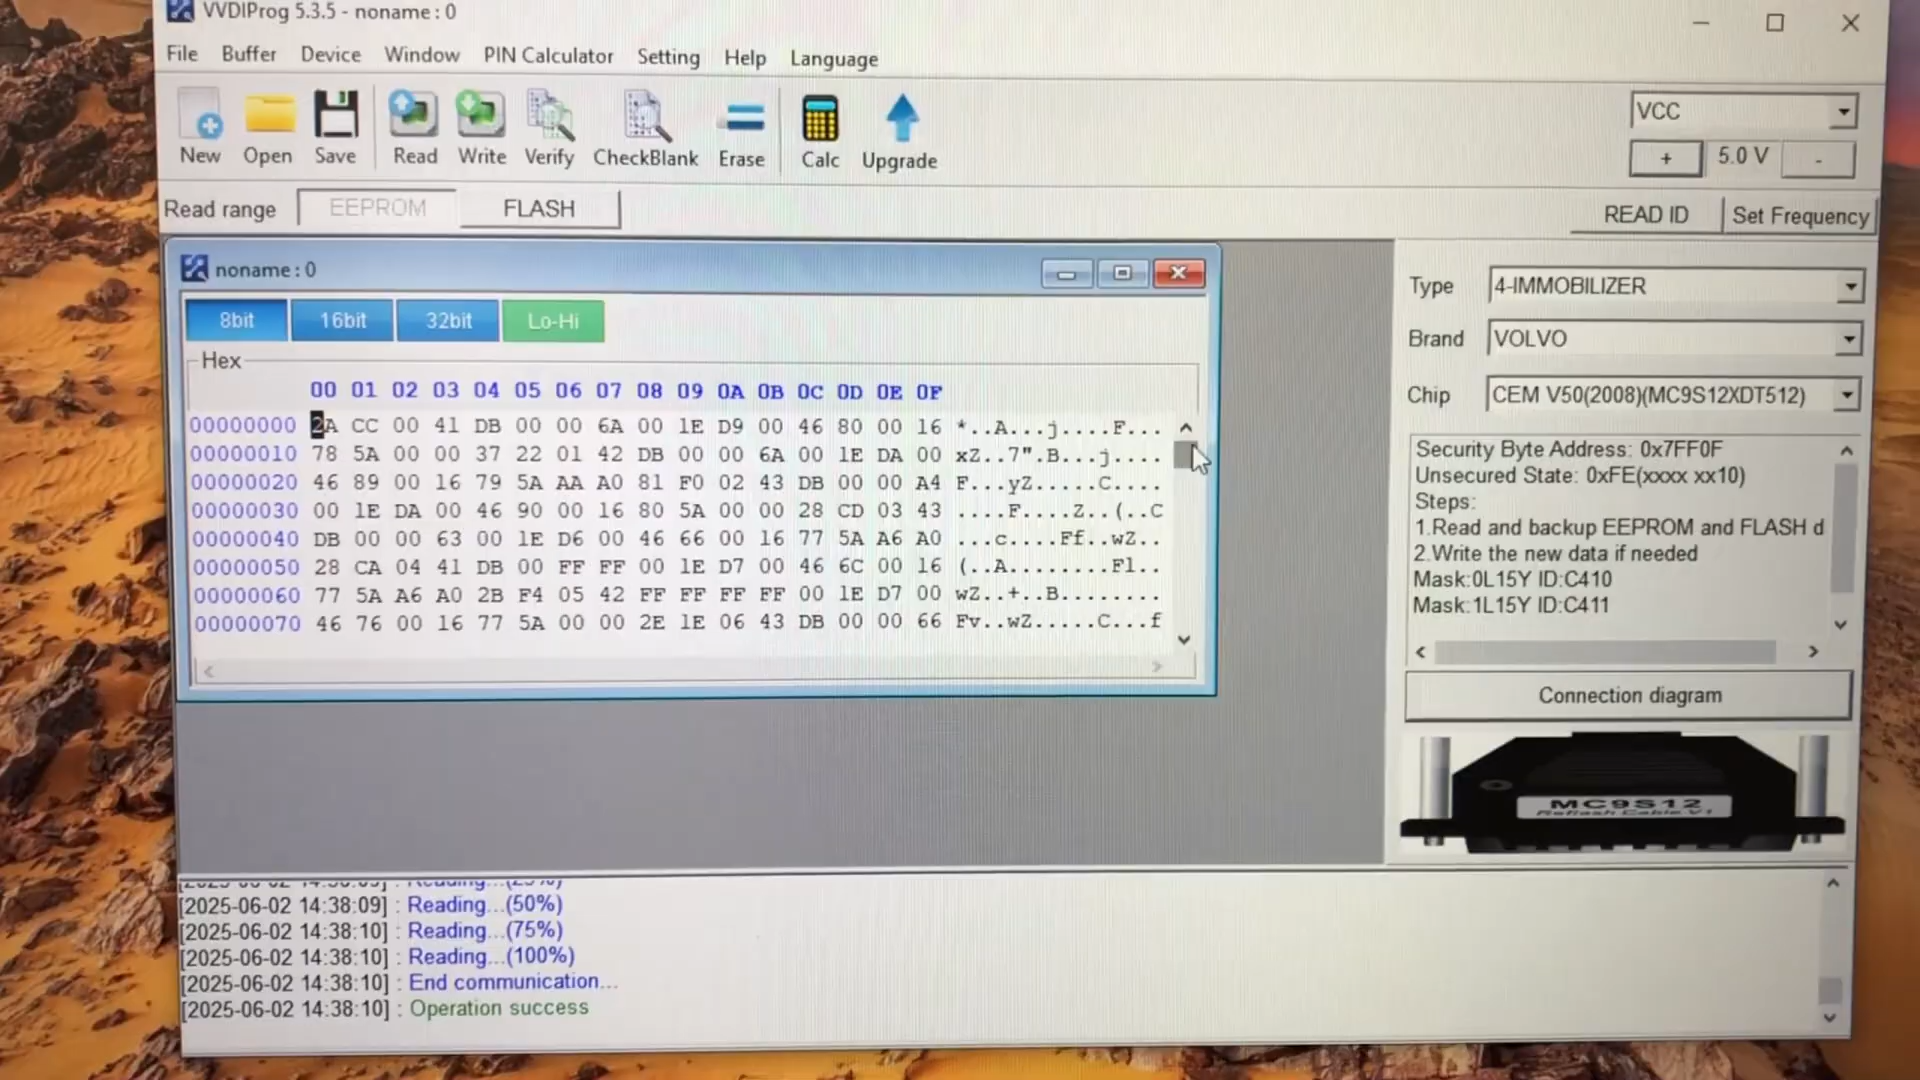 VVDIProg 5.3.5 - noname : 0
File Buffer Device Window PIN Calculator Setting Help Language
New Open Save Read Write Verify CheckBlank Erase Calc Upgrade
VCC
+ 5.0 V -
Read range EEPROM FLASH READ ID Set Frequency
noname : 0
8bit 16bit 32bit Lo-Hi
Hex
00 01 02 03 04 05 06 07 08 09 0A 0B 0C 0D 0E 0F
00000000 2A CC 00 41 DB 00 00 6A 00 1E D9 00 46 80 00 16 *..A...j....F...
00000010 78 5A 00 00 37 22 01 42 DB 00 00 6A 00 1E DA 00 xZ..7".B...j....
00000020 46 89 00 16 79 5A AA A0 81 F0 02 43 DB 00 00 A4 F...yZ.....C....
00000030 00 1E DA 00 46 90 00 16 80 5A 00 00 28 CD 03 43 ....F....Z..(..C
00000040 DB 00 00 63 00 1E D6 00 46 66 00 16 77 5A A6 A0 ...c....Ff..wZ..
00000050 28 CA 04 41 DB 00 FF FF 00 1E D7 00 46 6C 00 16 (..A........Fl..
00000060 77 5A A6 A0 2B F4 05 42 FF FF FF FF 00 1E D7 00 wZ..+..B........
00000070 46 76 00 16 77 5A 00 00 2E 1E 06 43 DB 00 00 66 Fv..wZ.....C...f
Type 4-IMMOBILIZER
Brand VOLVO
Chip CEM V50(2008)(MC9S12XDT512)
Security Byte Address: 0x7FF0F
Unsecured State: 0xFE(xxxx xx10)
Steps:
1.Read and backup EEPROM and FLASH d
2.Write the new data if needed
Mask:0L15Y ID:C410
Mask:1L15Y ID:C411
Connection diagram
MC9S12
Reflash Cable V1
[2025-06-02 14:38:09] : Reading...(25%)
[2025-06-02 14:38:09] : Reading...(50%)
[2025-06-02 14:38:10] : Reading...(75%)
[2025-06-02 14:38:10] : Reading...(100%)
[2025-06-02 14:38:10] : End communication...
[2025-06-02 14:38:10] : Operation success